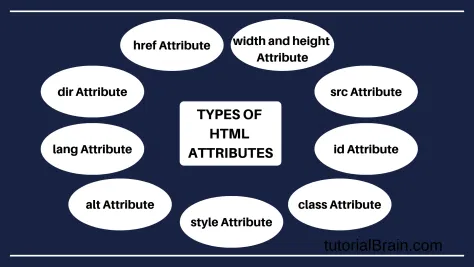 href Attribute
width and height
Attribute
dir Attribute
src Attribute
TYPES OF
HTML
ATTRIBUTES
lang Attribute
id Attribute
alt Attribute
class Attribute
style Attribute
tutorialBrain.com